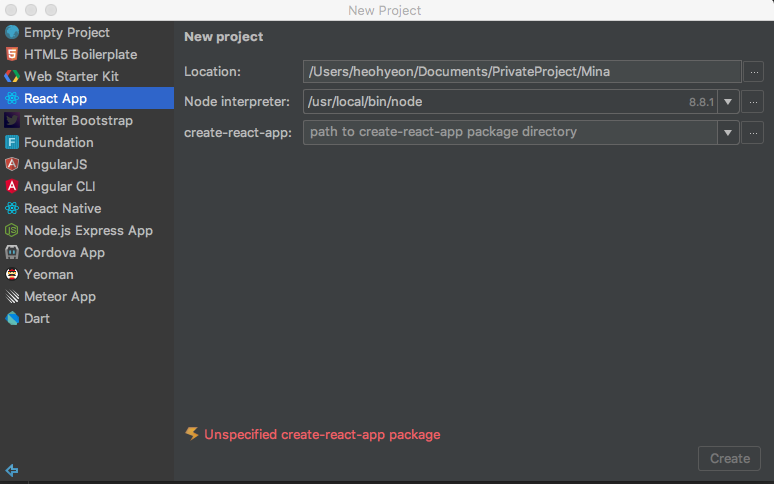 New Project
Empty Project
HTML5 Boilerplate
Web Starter Kit
React App
Twitter Bootstrap
Foundation
AngularJS
Angular CLI
React Native
Node.js Express App
Cordova App
Yeoman
Meteor App
Dart
New project
Location: /Users/heohyeon/Documents/PrivateProject/Mina ...
Node interpreter: /usr/local/bin/node 8.8.1 ...
create-react-app: path to create-react-app package directory ...
Unspecified create-react-app package
Create